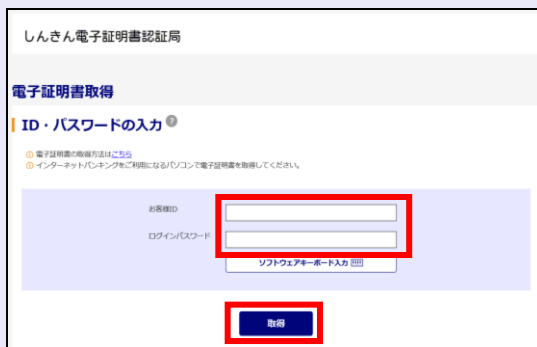 しんきん電子証明書認証局
電子証明書取得
ID・パスワードの入力 ?
電子証明書の取得方法はこちら
インターネットバンキングをご利用になるパソコンで電子証明書を取得してください。
お客様ID
ログインパスワード
ソフトウェアキーボード入力
取得